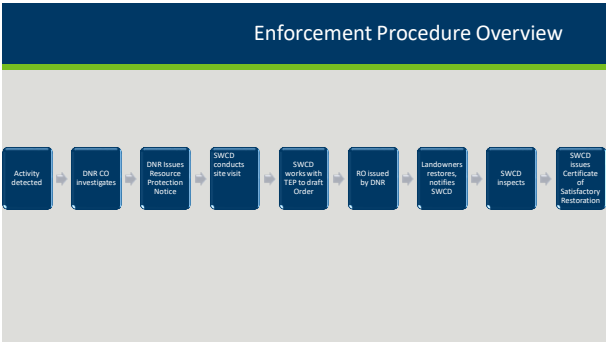 Enforcement Procedure Overview
Activity
detected
DNR CO
investigates
DNR Issues
Resource
Protection
Notice
SWCD
conducts
site visit
SWCD
works with
TEP to draft
Order
RO issued
by DNR
Landowners
restores,
notifies
SWCD
SWCD
inspects
SWCD
issues
Certificate
of
Satisfactory
Restoration